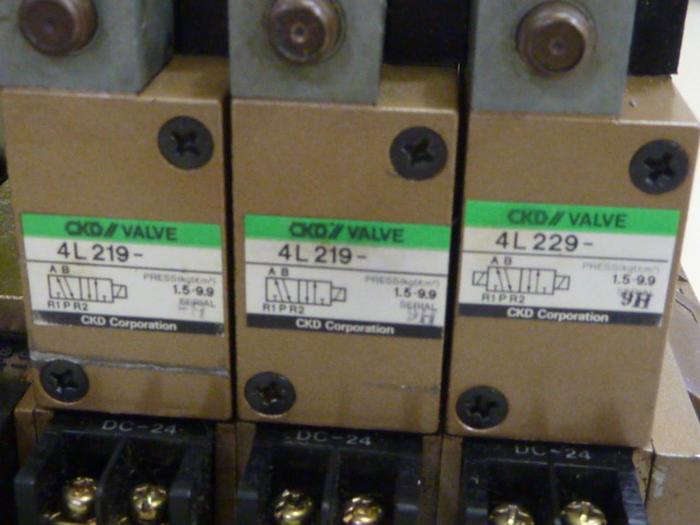 CKD// VALVE
4L219-
A B
PRESS(kgf/cm²)
1.5-9.9
SERIAL
R1 P R2
CKD Corporation
DC-24
CKD// VALVE
4L219-
A B
PRESS(kgf/cm²)
1.5-9.9
SERIAL
9H
R1 P R2
CKD Corporation
DC-24
CKD// VALVE
4L229-
A B
PRESS(kgf/cm²)
1.5-9.9
SERIAL
9H
R1 P R2
CKD Corporation
DC-24